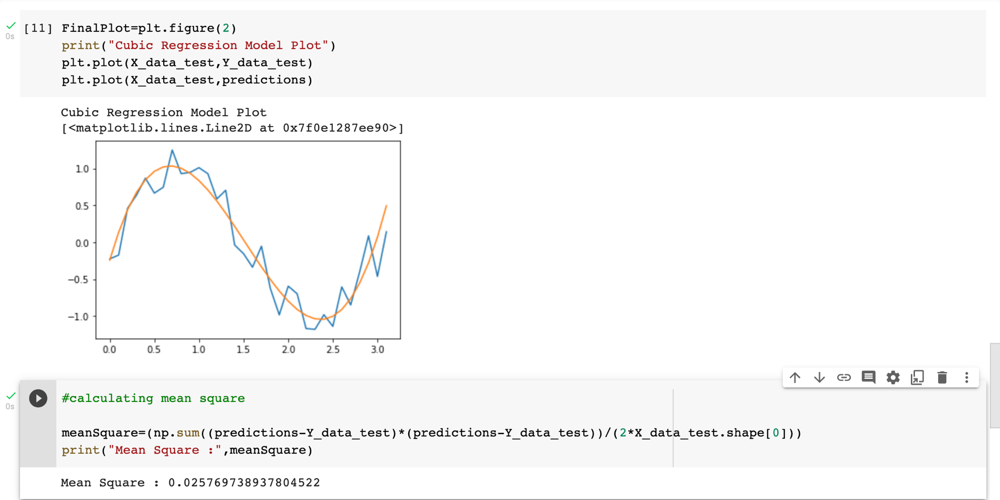 [11] FinalPlot=plt.figure(2)
0s
print("Cubic Regression Model Plot")
plt.plot(X_data_test,Y_data_test)
plt.plot(X_data_test,predictions)
Cubic Regression Model Plot
[<matplotlib.lines.Line2D at 0x7f0e1287ee90>]
1.0
0.5
0.0
−0.5
−1.0
0.0 0.5 1.0 1.5 2.0 2.5 3.0
#calculating mean square
0s
meanSquare=(np.sum((predictions-Y_data_test)*(predictions-Y_data_test))/(2*X_data_test.shape[0]))
print("Mean Square :",meanSquare)
Mean Square : 0.025769738937804522